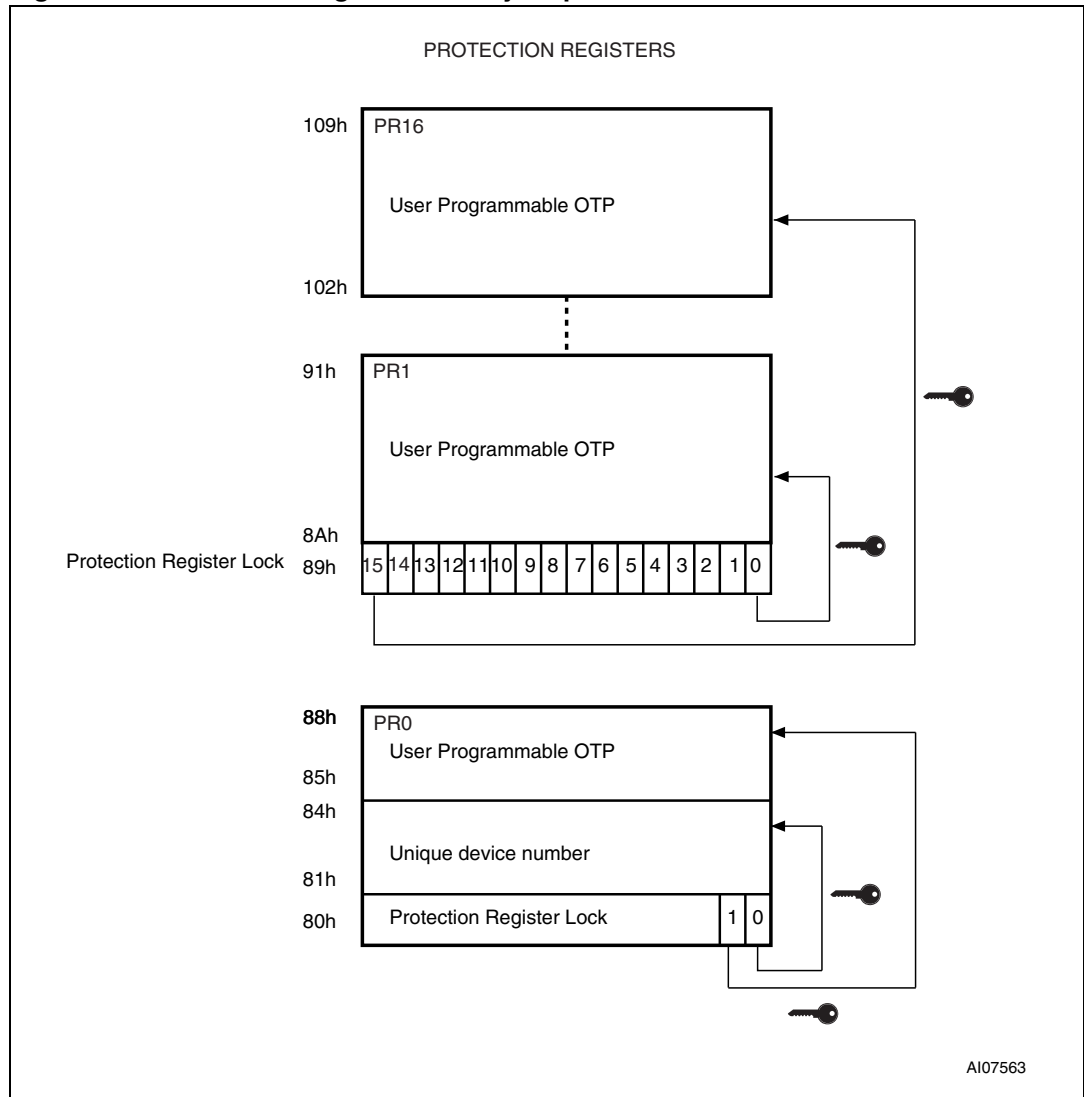 PROTECTION REGISTERS
109h
PR16
User Programmable OTP
102h
91h
PR1
User Programmable OTP
8Ah
Protection Register Lock 89h 15 14 13 12 11 10 9 8 7 6 5 4 3 2 1 0
88h
PR0
User Programmable OTP
85h
84h
Unique device number
81h
80h Protection Register Lock 1 0
AI07563